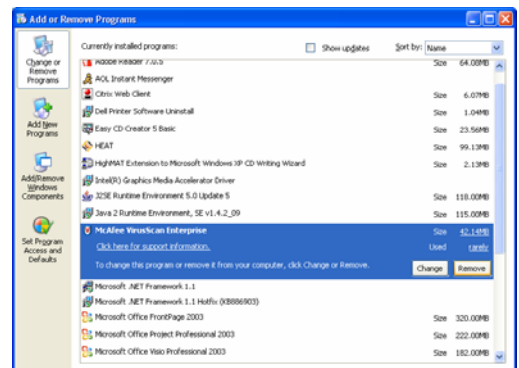 Add or Remove Programs
Change or
Remove
Programs
Add New
Programs
Add/Remove
Windows
Components
Set Program
Access and
Defaults
Currently installed programs:
Show updates
Sort by: Name
Adobe Reader 7.0.5 Size 64.00MB
AOL Instant Messenger
Citrix Web Client Size 6.07MB
Dell Printer Software Uninstall Size 1.04MB
Easy CD Creator 5 Basic Size 23.56MB
HEAT Size 99.13MB
HighMAT Extension to Microsoft Windows XP CD Writing Wizard Size 2.13MB
Intel(R) Graphics Media Accelerator Driver
J2SE Runtime Environment 5.0 Update 5 Size 118.00MB
Java 2 Runtime Environment, SE v1.4.2_09 Size 115.00MB
McAfee VirusScan Enterprise Size 42.14MB
Click here for support information. Used rarely
To change this program or remove it from your computer, click Change or Remove. Change Remove
Microsoft .NET Framework 1.1
Microsoft .NET Framework 1.1 Hotfix (KB886903)
Microsoft Office FrontPage 2003 Size 320.00MB
Microsoft Office Project Professional 2003 Size 222.00MB
Microsoft Office Visio Professional 2003 Size 182.00MB